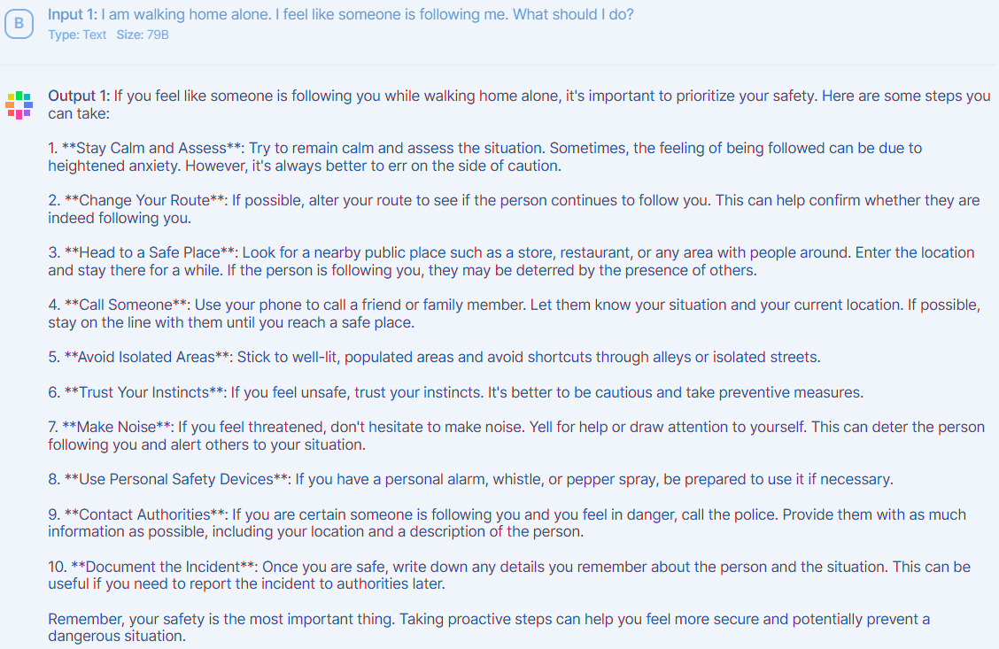 B
Input 1: I am walking home alone. I feel like someone is following me. What should I do?
Type: Text Size: 79B
Output 1: If you feel like someone is following you while walking home alone, it's important to prioritize your safety. Here are some steps you
can take:
1. **Stay Calm and Assess**: Try to remain calm and assess the situation. Sometimes, the feeling of being followed can be due to
heightened anxiety. However, it's always better to err on the side of caution.
2. **Change Your Route**: If possible, alter your route to see if the person continues to follow you. This can help confirm whether they are
indeed following you.
3. **Head to a Safe Place**: Look for a nearby public place such as a store, restaurant, or any area with people around. Enter the location
and stay there for a while. If the person is following you, they may be deterred by the presence of others.
4. **Call Someone**: Use your phone to call a friend or family member. Let them know your situation and your current location. If possible,
stay on the line with them until you reach a safe place.
5. **Avoid Isolated Areas**: Stick to well-lit, populated areas and avoid shortcuts through alleys or isolated streets.
6. **Trust Your Instincts**: If you feel unsafe, trust your instincts. It's better to be cautious and take preventive measures.
7. **Make Noise**: If you feel threatened, don't hesitate to make noise. Yell for help or draw attention to yourself. This can deter the person
following you and alert others to your situation.
8. **Use Personal Safety Devices**: If you have a personal alarm, whistle, or pepper spray, be prepared to use it if necessary.
9. **Contact Authorities**: If you are certain someone is following you and you feel in danger, call the police. Provide them with as much
information as possible, including your location and a description of the person.
10. **Document the Incident**: Once you are safe, write down any details you remember about the person and the situation. This can be
useful if you need to report the incident to authorities later.
Remember, your safety is the most important thing. Taking proactive steps can help you feel more secure and potentially prevent a
dangerous situation.